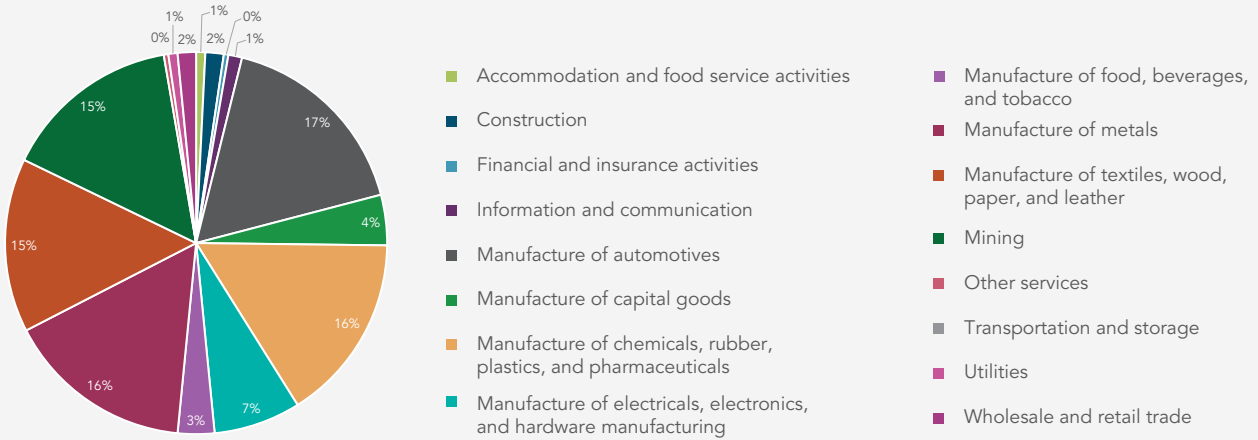 1%
1%
0%
0%
2%
2%
1%
15%
17%
4%
15%
16%
16%
7%
3%
Accommodation and food service activities
Construction
Financial and insurance activities
Information and communication
Manufacture of automotives
Manufacture of capital goods
Manufacture of chemicals, rubber,
plastics, and pharmaceuticals
Manufacture of electricals, electronics,
and hardware manufacturing
Manufacture of food, beverages,
and tobacco
Manufacture of metals
Manufacture of textiles, wood,
paper, and leather
Mining
Other services
Transportation and storage
Utilities
Wholesale and retail trade